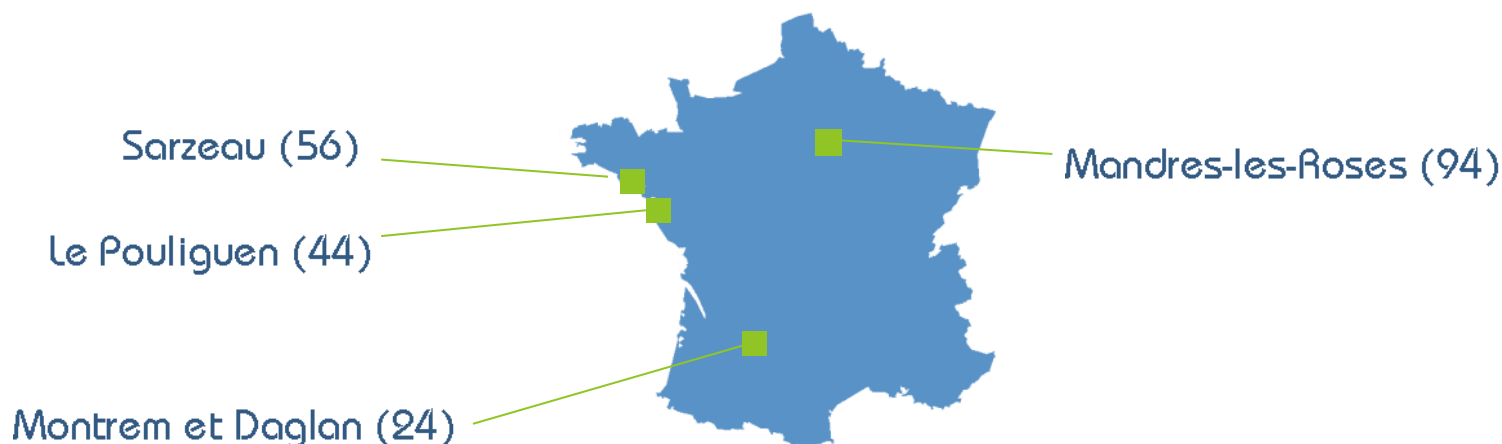 Sarzeau (56)
Mandres-les-Roses (94)
Le Pouliguen (44)
Montrem et Daglan (24)